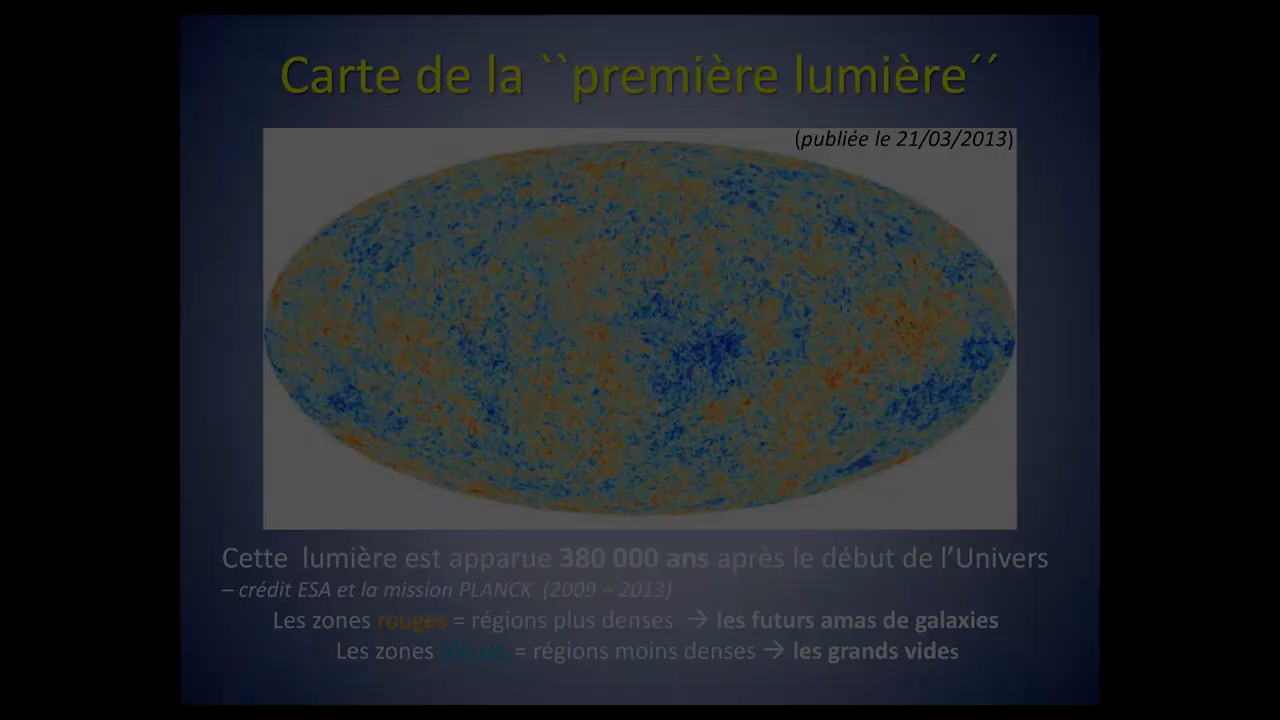 Carte de la ``première lumière´´
(publiée le 21/03/2013)
Cette lumière est apparue 380 000 ans après le début de l’Univers
– crédit ESA et la mission PLANCK (2009 – 2013)
Les zones rouges = régions plus denses → les futurs amas de galaxies
Les zones bleues = régions moins denses → les grands vides